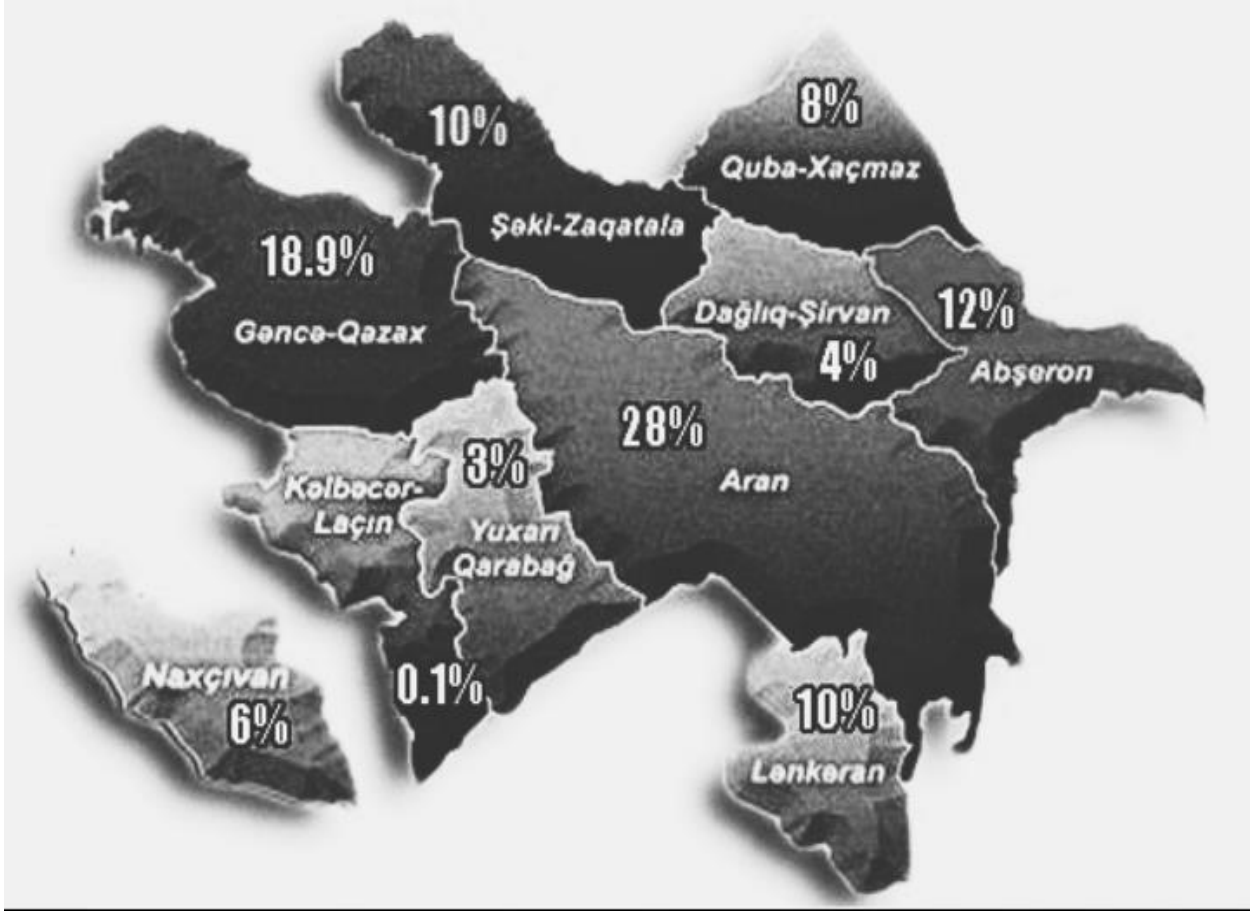 10%
8%
Quba-Xaçmaz
Şəki-Zaqatala
18.9%
Gəncə-Qazax
Dağlıq-Şirvan
4%
12%
Abşeron
28%
Aran
3%
Kəlbəcər-
Laçın
Yuxarı
Qarabağ
0.1%
Naxçıvan
6%
10%
Lənkəran